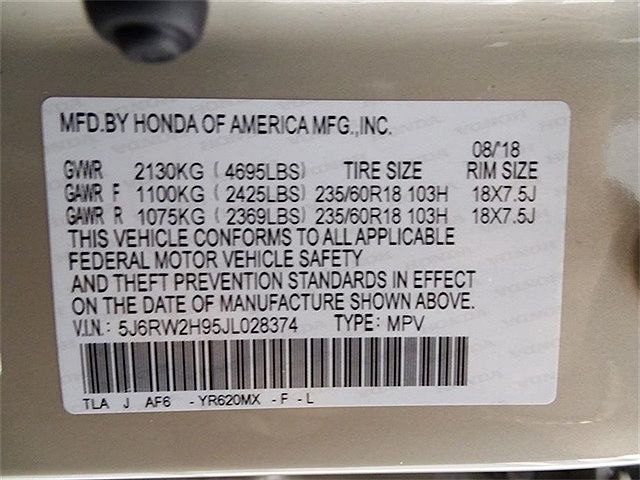 MFD.BY HONDA OF AMERICA MFG.,INC.
08/'18
GVWR 2130KG ( 4695LBS) TIRE SIZE RIM SIZE
GAWR F 1100KG ( 2425LBS) 235/60R18 103H 18X7.5J
GAWR R 1075KG ( 2369LBS) 235/60R18 103H 18X7.5J
THIS VEHICLE CONFORMS TO ALL APPLICABLE
FEDERAL MOTOR VEHICLE SAFETY
AND THEFT PREVENTION STANDARDS IN EFFECT
ON THE DATE OF MANUFACTURE SHOWN ABOVE.
V.I.N.: 5J6RW2H95JL028374 TYPE: MPV
TLA J AF6 - YR620MX - F - L